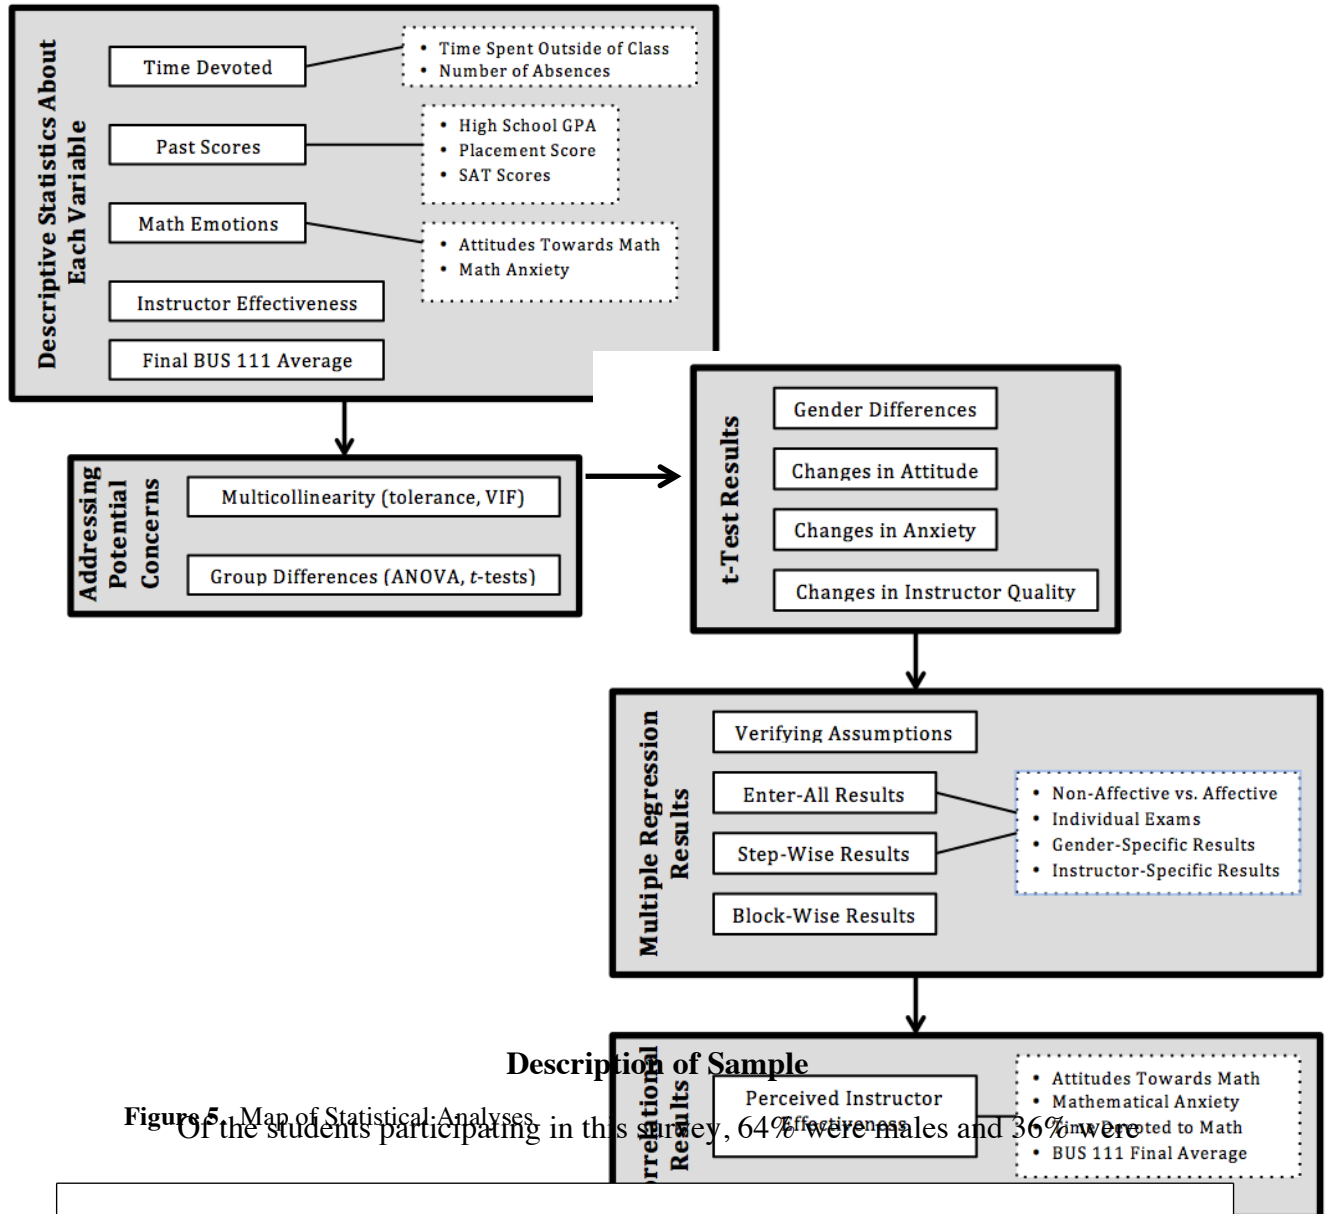 Descriptive Statistics About
Each Variable
Time Devoted
• Time Spent Outside of Class
• Number of Absences
Past Scores
• High School GPA
• Placement Score
• SAT Scores
Math Emotions
• Attitudes Towards Math
• Math Anxiety
Instructor Effectiveness
Final BUS 111 Average
Addressing
Potential
Concerns
Multicollinearity (tolerance, VIF)
Group Differences (ANOVA, t-tests)
t-Test Results
Gender Differences
Changes in Attitude
Changes in Anxiety
Changes in Instructor Quality
Multiple Regression
Results
Verifying Assumptions
Enter-All Results
Step-Wise Results
Block-Wise Results
• Non-Affective vs. Affective
• Individual Exams
• Gender-Specific Results
• Instructor-Specific Results
rrelational
Results
Perceived Instructor
Effectiveness
• Attitudes Towards Math
• Mathematical Anxiety
• Time Devoted to Math
• BUS 111 Final Average
Description of Sample
Figure 5. Map of Statistical Analyses
Of the students participating in this survey, 64% were males and 36% were